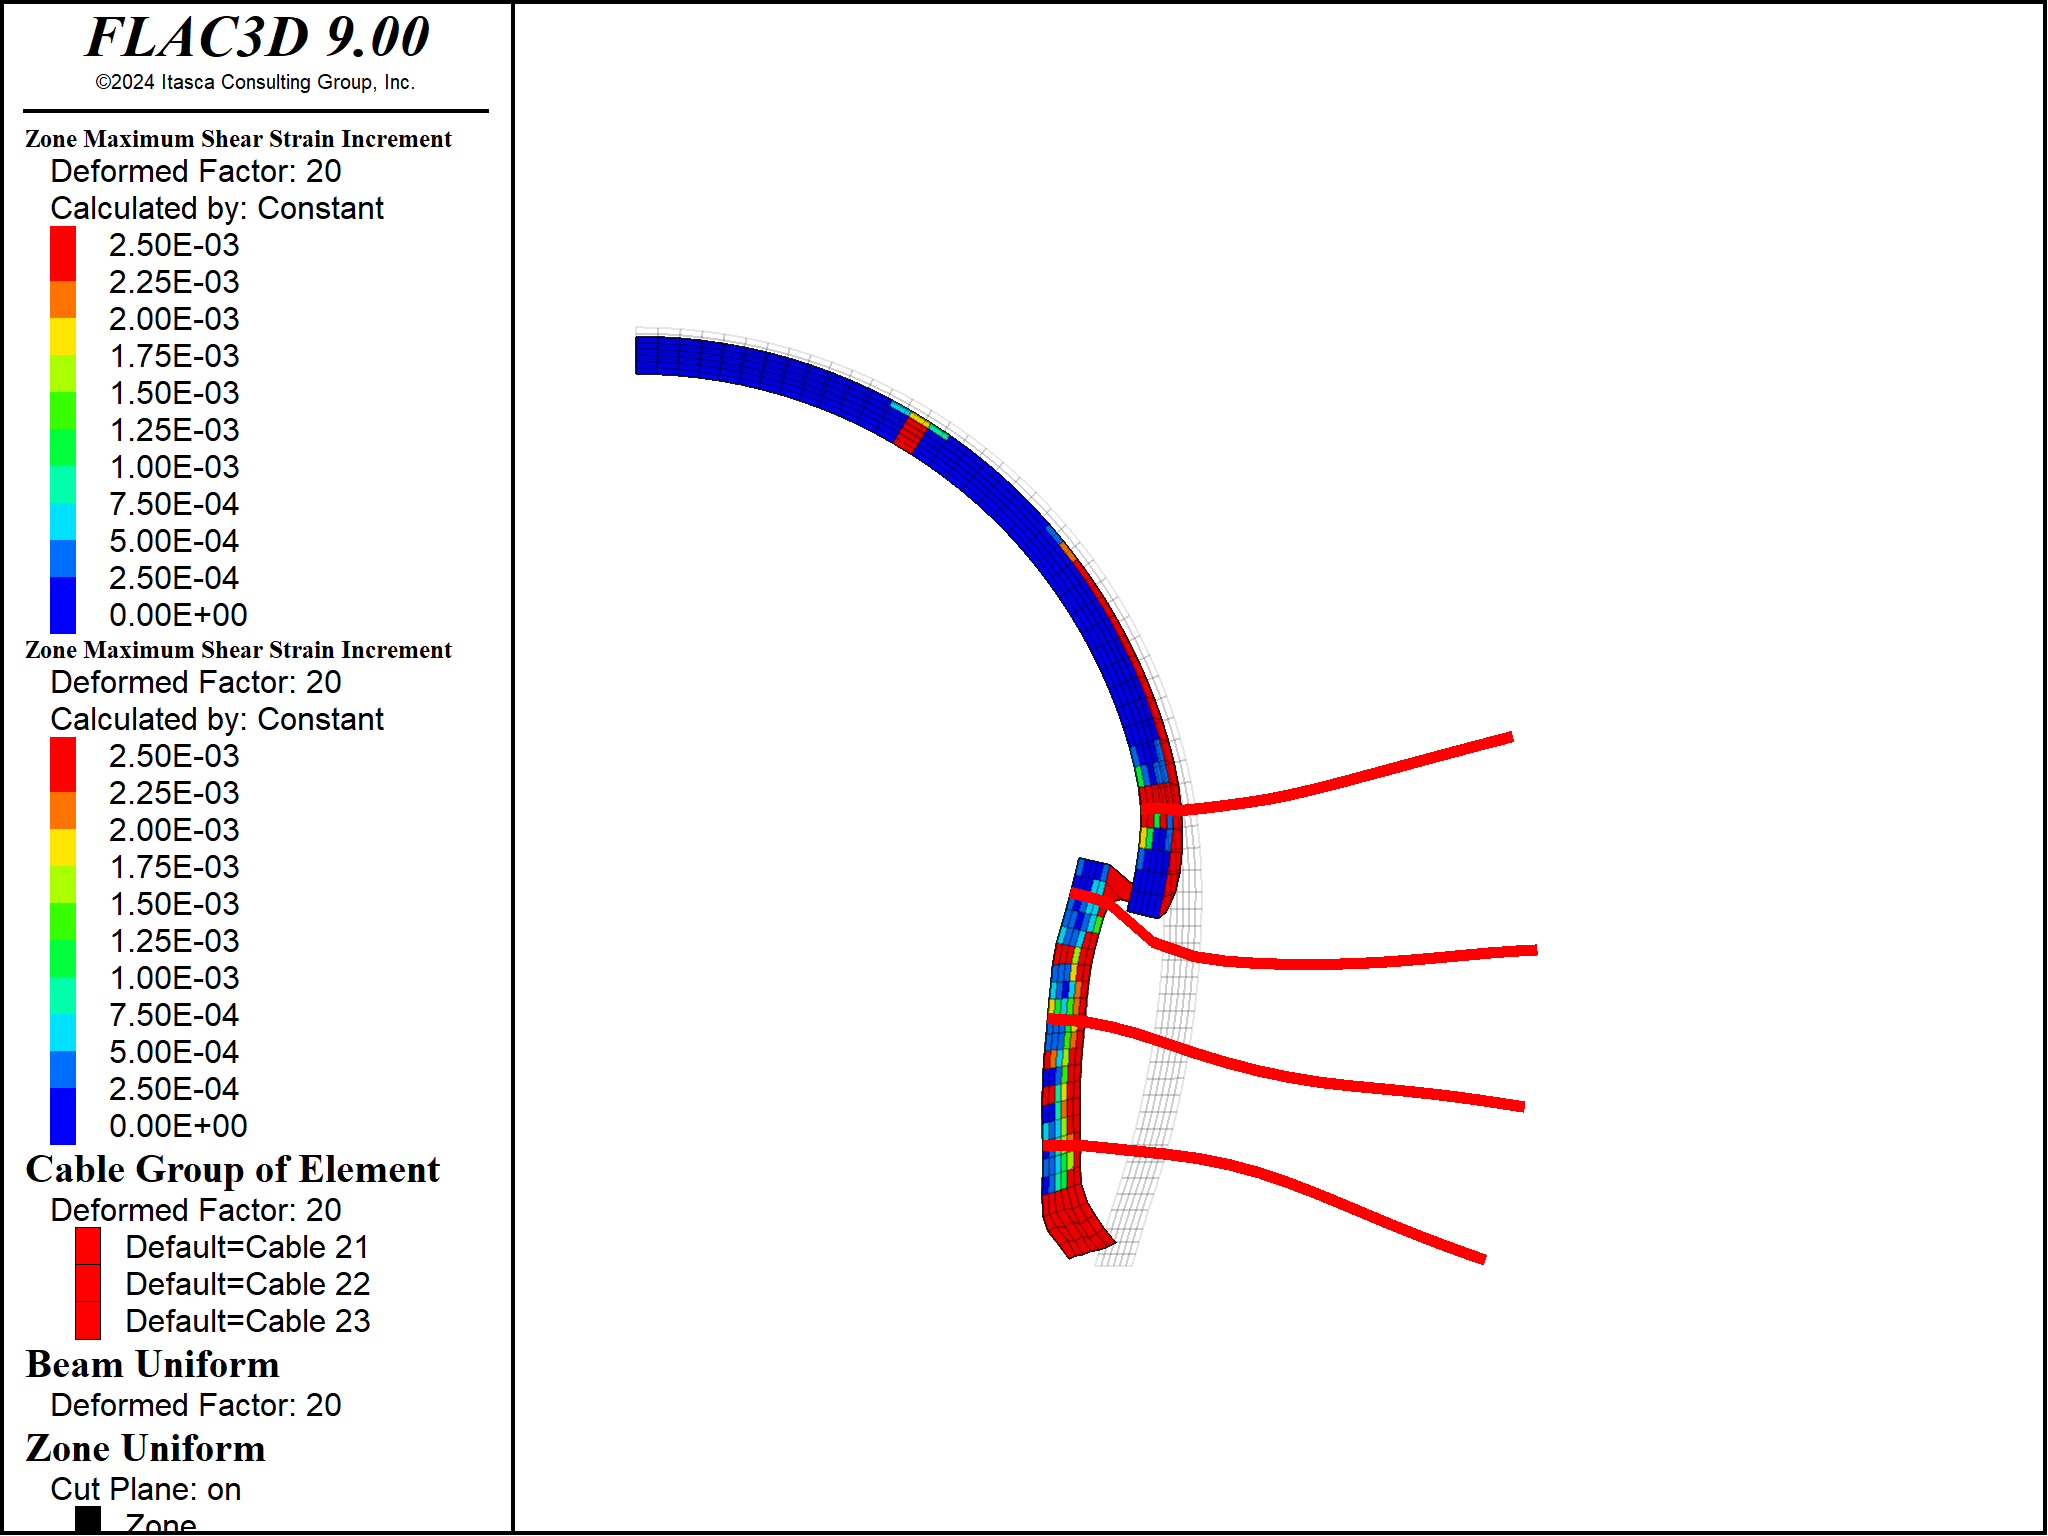 FLAC3D 9.00
©2024 Itasca Consulting Group, Inc.
Zone Maximum Shear Strain Increment
Deformed Factor: 20
Calculated by: Constant
2.50E-03
2.25E-03
2.00E-03
1.75E-03
1.50E-03
1.25E-03
1.00E-03
7.50E-04
5.00E-04
2.50E-04
0.00E+00
Zone Maximum Shear Strain Increment
Deformed Factor: 20
Calculated by: Constant
2.50E-03
2.25E-03
2.00E-03
1.75E-03
1.50E-03
1.25E-03
1.00E-03
7.50E-04
5.00E-04
2.50E-04
0.00E+00
Cable Group of Element
Deformed Factor: 20
Default=Cable 21
Default=Cable 22
Default=Cable 23
Beam Uniform
Deformed Factor: 20
Zone Uniform
Cut Plane: on
Zone